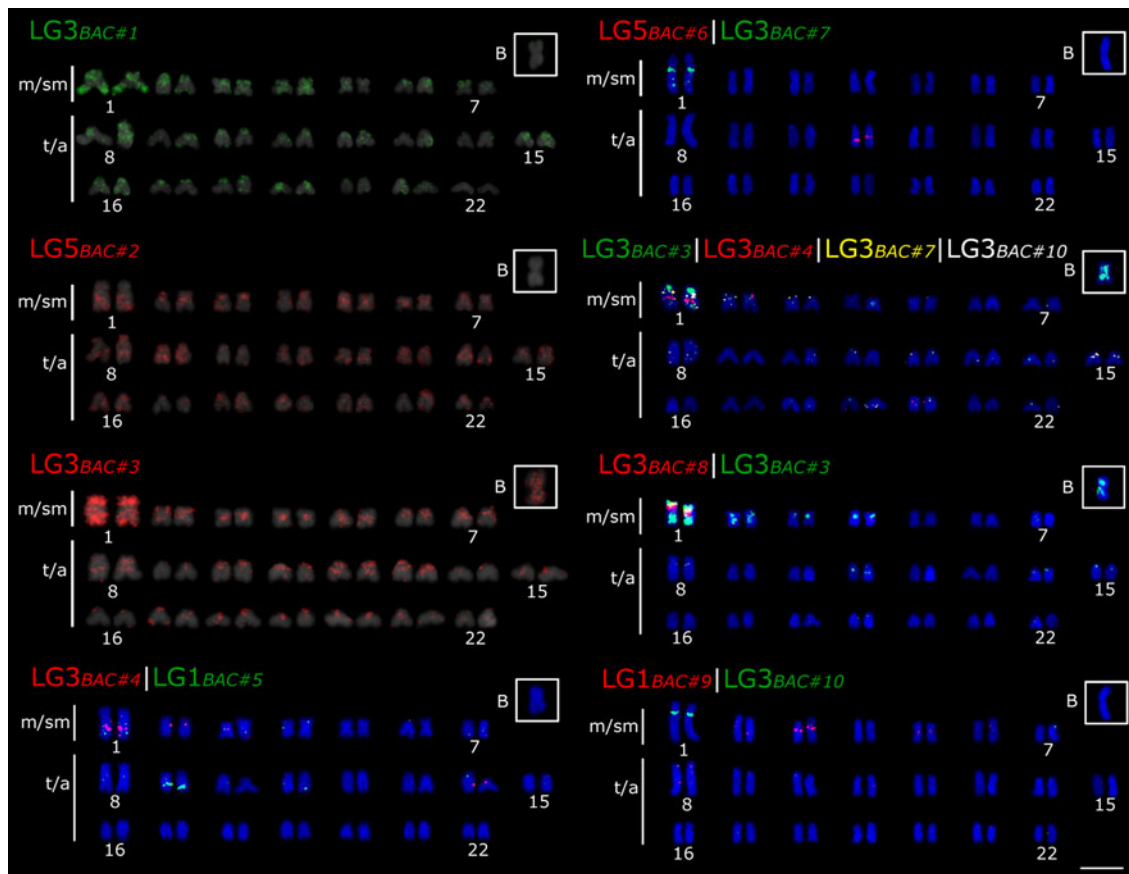 LG3BAC#1
B
m/sm
1
7
t/a
8
15
16
22
LG5BAC#2
B
m/sm
1
7
t/a
8
15
16
22
LG3BAC#3
B
m/sm
1
7
t/a
8
15
16
22
LG3BAC#4|LG1BAC#5
B
m/sm
1
7
t/a
8
15
16
22
LG5BAC#6|LG3BAC#7
B
m/sm
1
7
t/a
8
15
16
22
LG3BAC#3|LG3BAC#4|LG3BAC#7|LG3BAC#10
B
m/sm
1
7
t/a
8
15
16
22
LG3BAC#8|LG3BAC#3
B
m/sm
1
7
t/a
8
15
16
22
LG1BAC#9|LG3BAC#10
B
m/sm
1
7
t/a
8
15
16
22